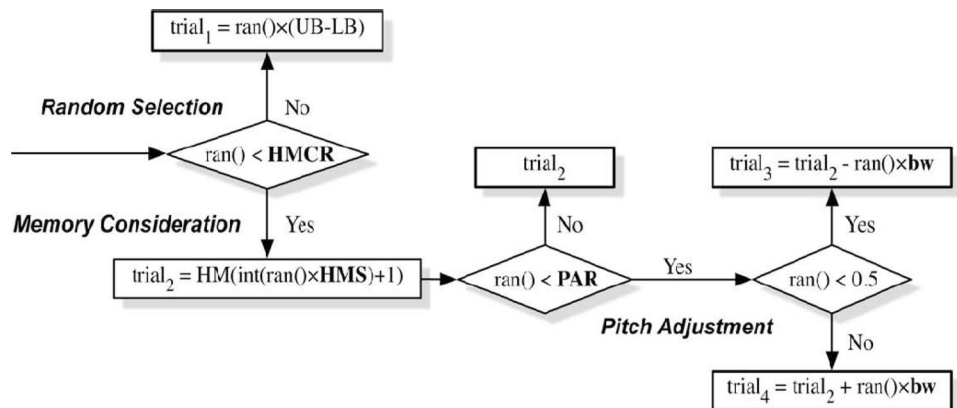 trial₁ = ran()×(UB-LB)
No
Random Selection
ran() < HMCR
Yes
Memory Consideration
trial₂ = HM(int(ran()×HMS)+1)
trial₂
No
ran() < PAR
Yes
Pitch Adjustment
trial₃ = trial₂ - ran()×bw
Yes
ran() < 0.5
No
trial₄ = trial₂ + ran()×bw